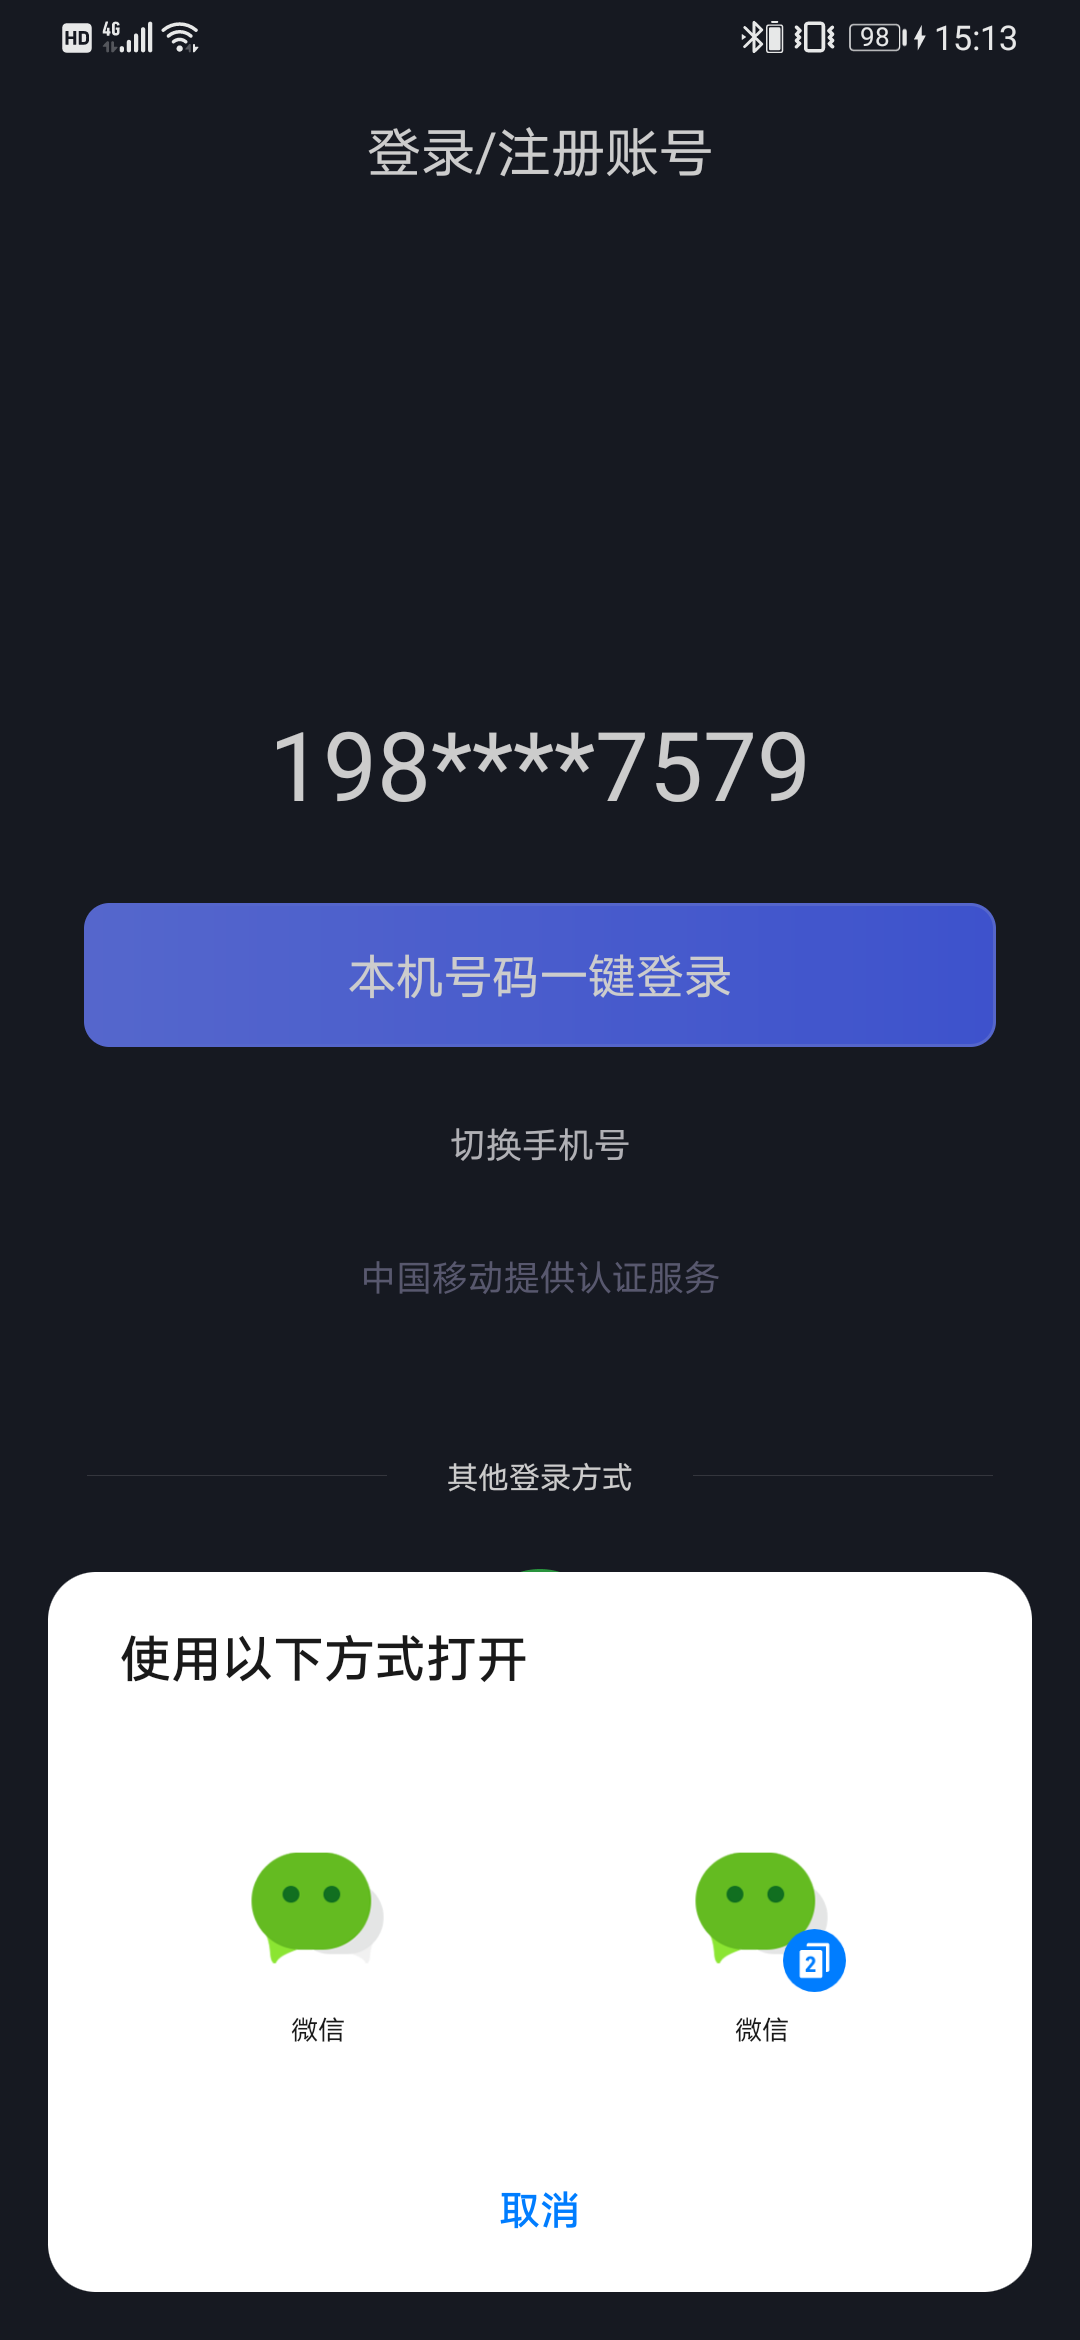 HD 4G 98 15:13
登录/注册账号
198****7579
本机号码一键登录
切换手机号
中国移动提供认证服务
其他登录方式
使用以下方式打开
2
微信 微信
取消